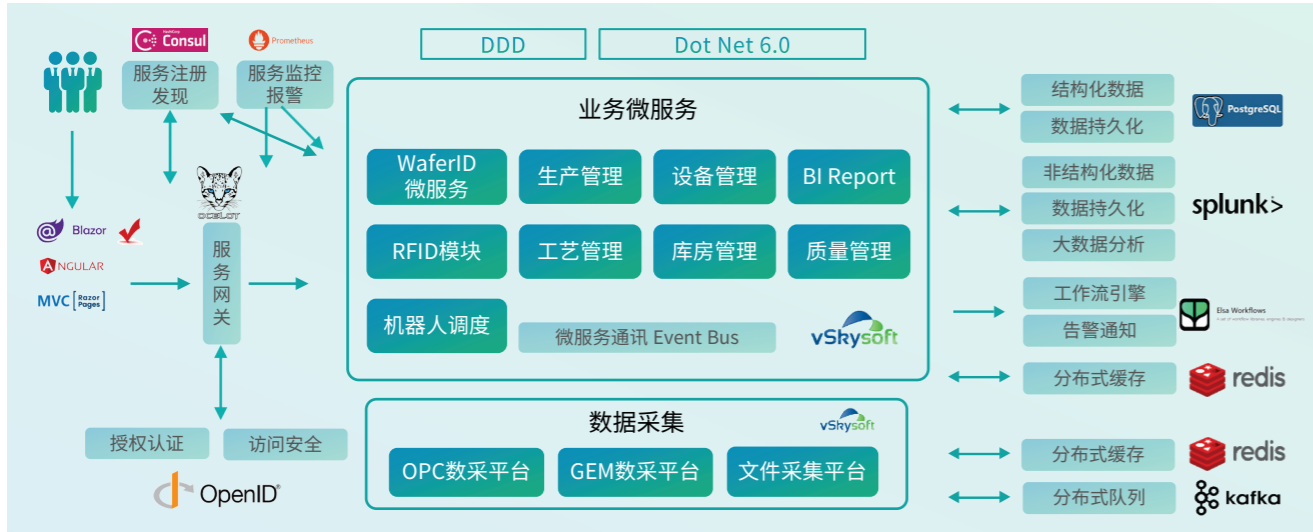 HashiCorp
Consul
Prometheus
DDD
Dot Net 6.0
服务注册
发现
服务监控
报警
业务微服务
WaferID
微服务
生产管理
设备管理
BI Report
RFID模块
工艺管理
库房管理
质量管理
机器人调度
微服务通讯 Event Bus
vSkysoft
OCELOT
服
务
网
关
Blazor
ANGULAR
MVC [Razor
Pages]
授权认证
访问安全
OpenID®
数据采集
vSkysoft
OPC数采平台
GEM数采平台
文件采集平台
结构化数据
数据持久化
PostgreSQL
非结构化数据
数据持久化
大数据分析
splunk>
工作流引擎
告警通知
Elsa Workflows
分布式缓存
redis
分布式缓存
redis
分布式队列
kafka